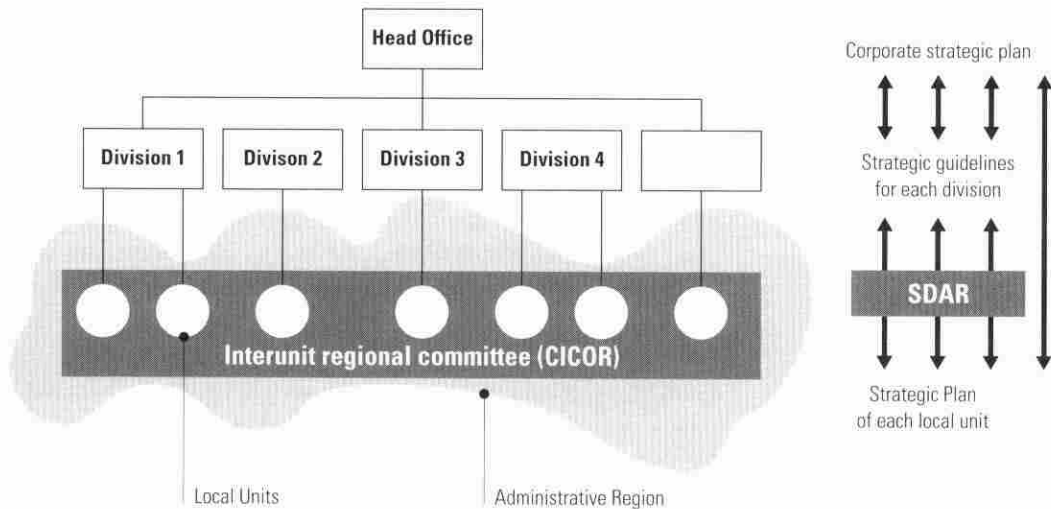 Head Office
Division 1
Divison 2
Division 3
Division 4
Interunit regional committee (CICOR)
Local Units
Administrative Region
Corporate strategic plan
Strategic guidelines
for each division
SDAR
Strategic Plan
of each local unit